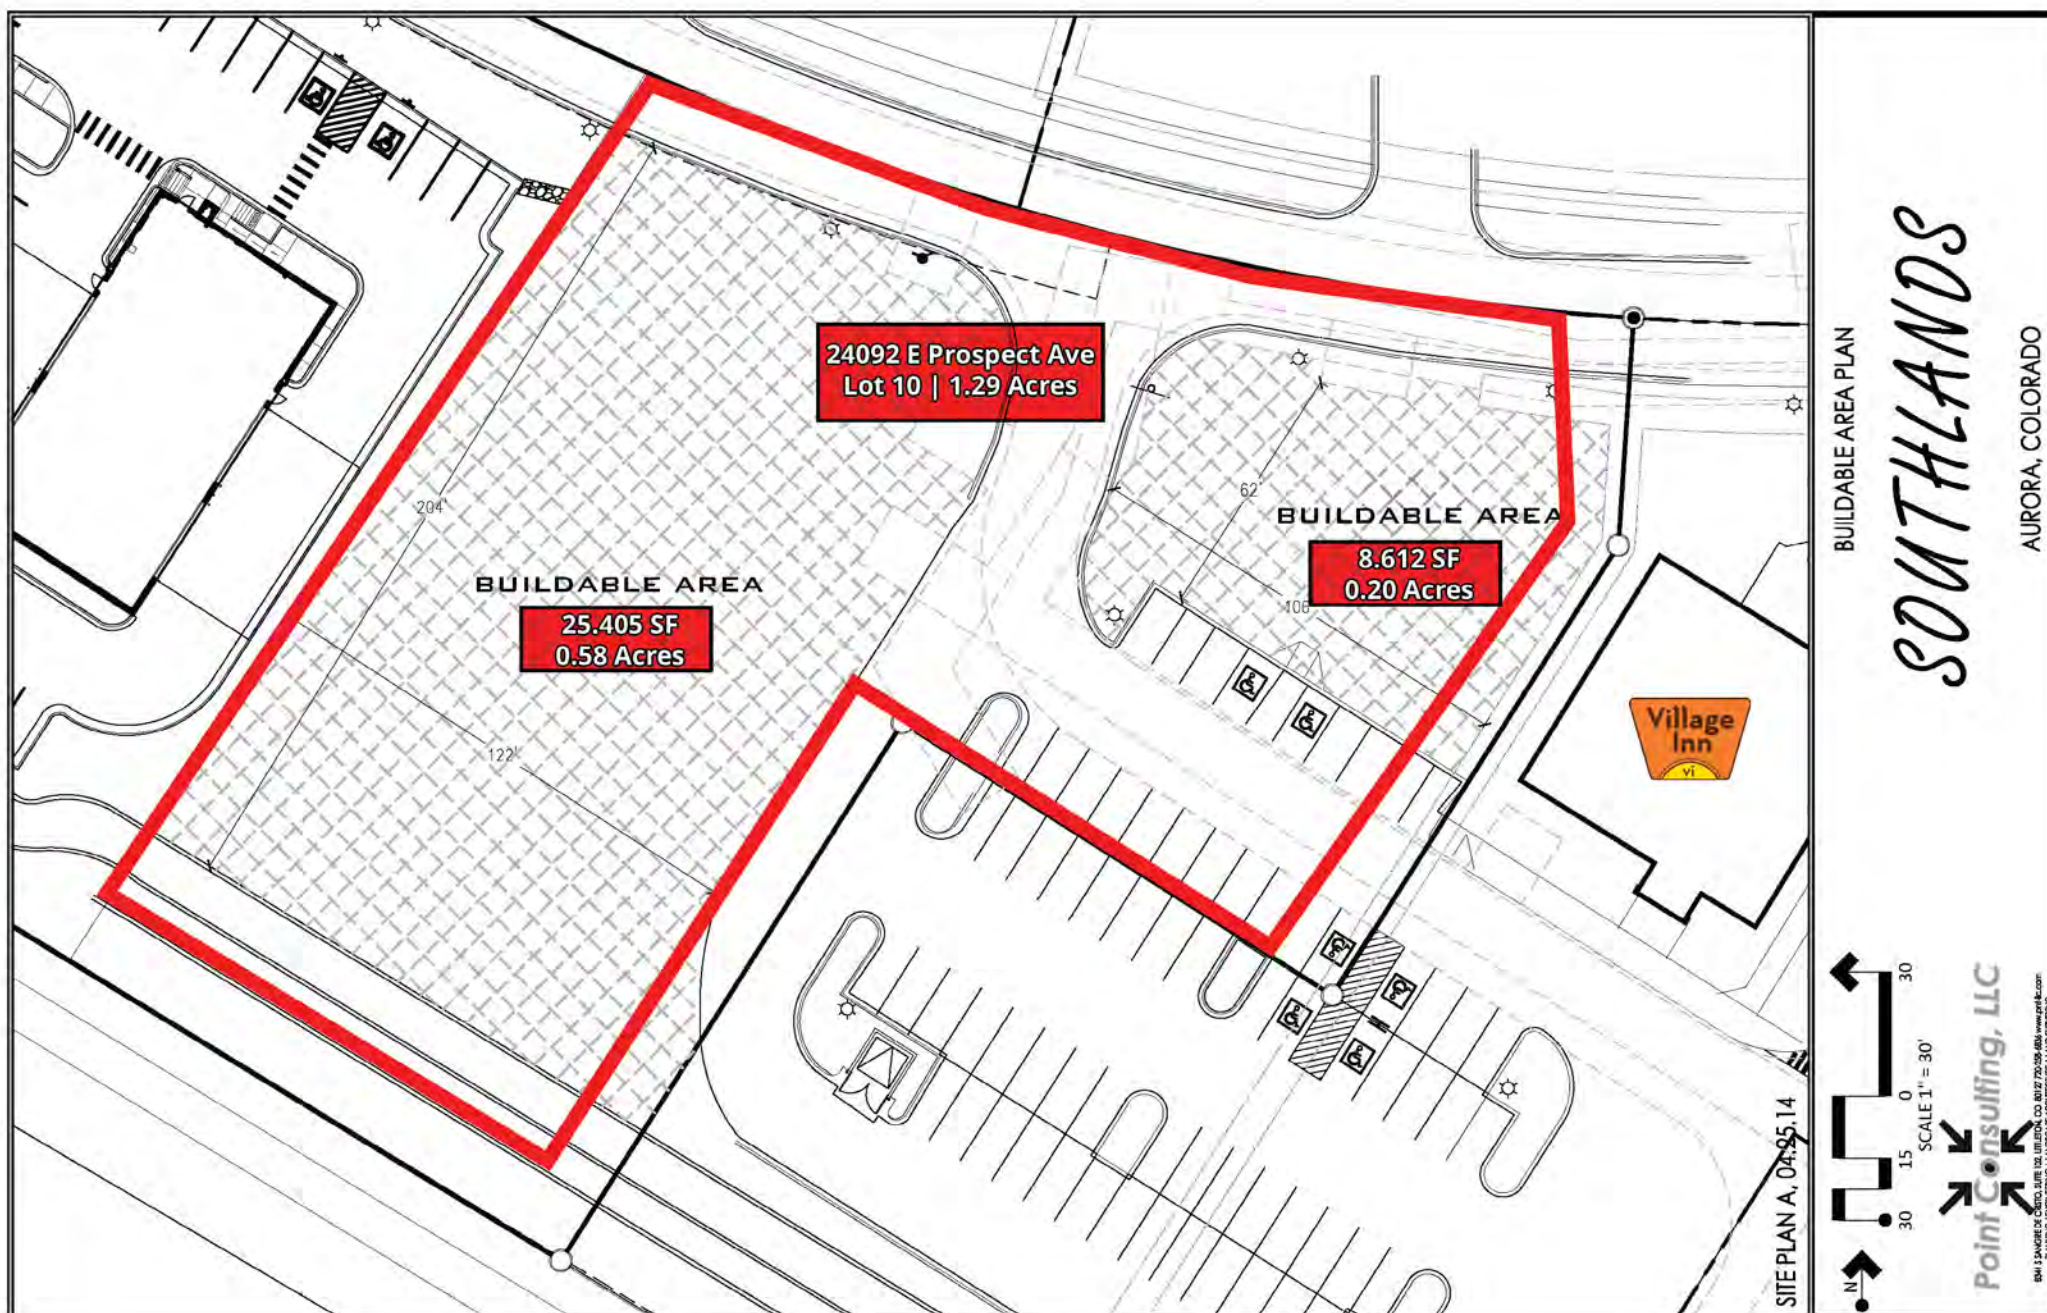 24092 E Prospect Ave
Lot 10 | 1.29 Acres
204'
BUILDABLE AREA
25.405 SF
0.58 Acres
122'
62'
BUILDABLE AREA
8.612 SF
0.20 Acres
106'
Village
Inn
vi
BUILDABLE AREA PLAN
SOUTHLANDS
AURORA, COLORADO
SITE PLAN A, 04.25.14
N
30 15 0 30
SCALE 1" = 30'
Point Consulting, LLC